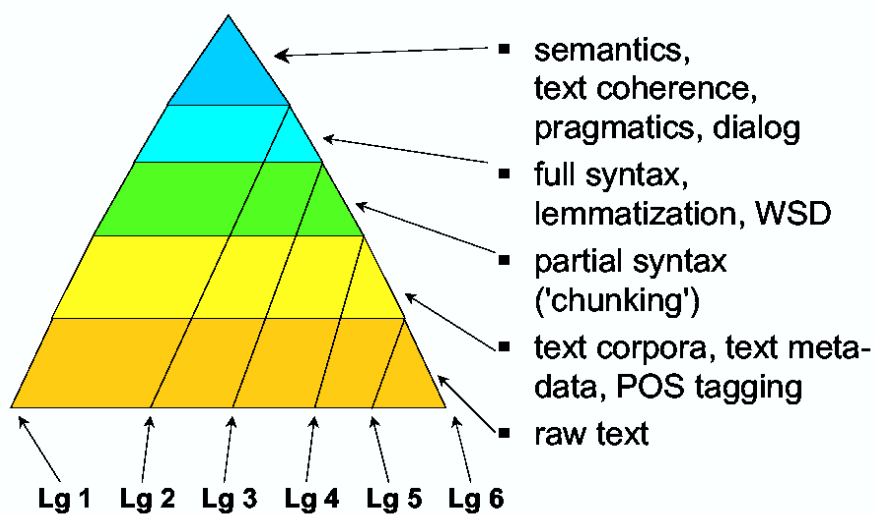 ▪ semantics,
text coherence,
pragmatics, dialog
▪ full syntax,
lemmatization, WSD
▪ partial syntax
('chunking')
▪ text corpora, text meta-
data, POS tagging
▪ raw text
Lg 1 Lg 2 Lg 3 Lg 4 Lg 5 Lg 6